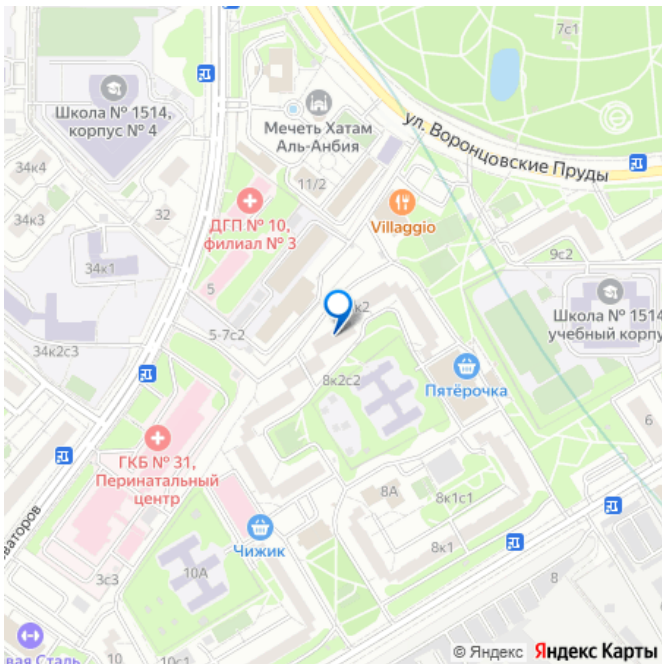 7с1
Школа № 1514,
корпус № 4
Мечеть Хатам
Аль-Анбия
ул. Воронцовские Пруды
34к4
11/2
ДГП № 10,
филиал № 3
Villaggio
34к3
32
9с2
34к1
5
Школа № 1514
учебный корпу
к2
5-7с2
34к2с3
8к2с2
Пятёрочка
6
ГКБ № 31,
Перинатальный
центр
8А
8к1с1
ваторов
Чижик
8к1
3с3
10А
8
вая Сталь
10
10с1
© Яндекс Яндекс Карты